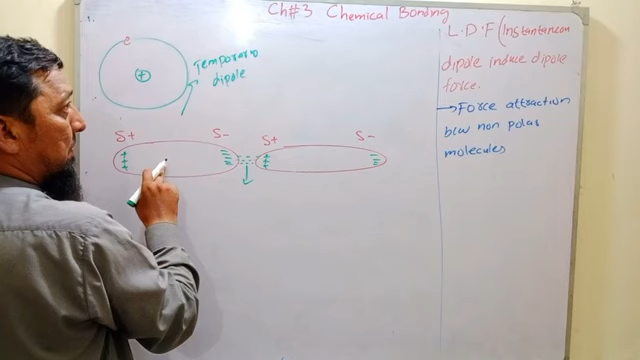 Ch#3 Chemical Bonding
e
+
Temporary
dipole
δ+ δ- δ+ δ-
L.D.F (Instantaneous
dipole induce dipole
force.
→ Force attraction
b/w non polar
molecules